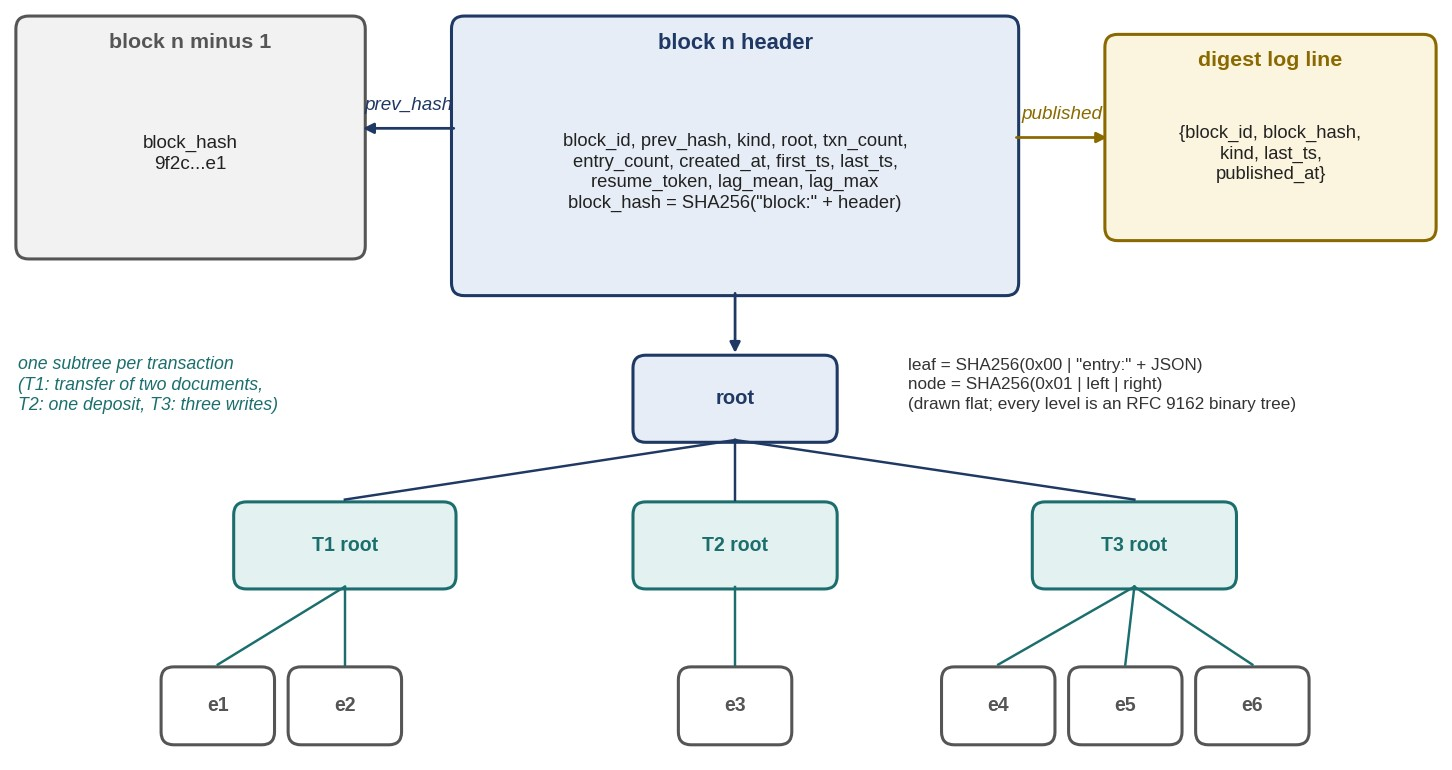 block n minus 1
block_hash
9f2c...e1
prev_hash
block n header
block_id, prev_hash, kind, root, txn_count,
entry_count, created_at, first_ts, last_ts,
resume_token, lag_mean, lag_max
block_hash = SHA256("block:" + header)
published
digest log line
{block_id, block_hash,
kind, last_ts,
published_at}
one subtree per transaction
(T1: transfer of two documents,
T2: one deposit, T3: three writes)
root
leaf = SHA256(0x00 | "entry:" + JSON)
node = SHA256(0x01 | left | right)
(drawn flat; every level is an RFC 9162 binary tree)
T1 root
T2 root
T3 root
e1
e2
e3
e4
e5
e6